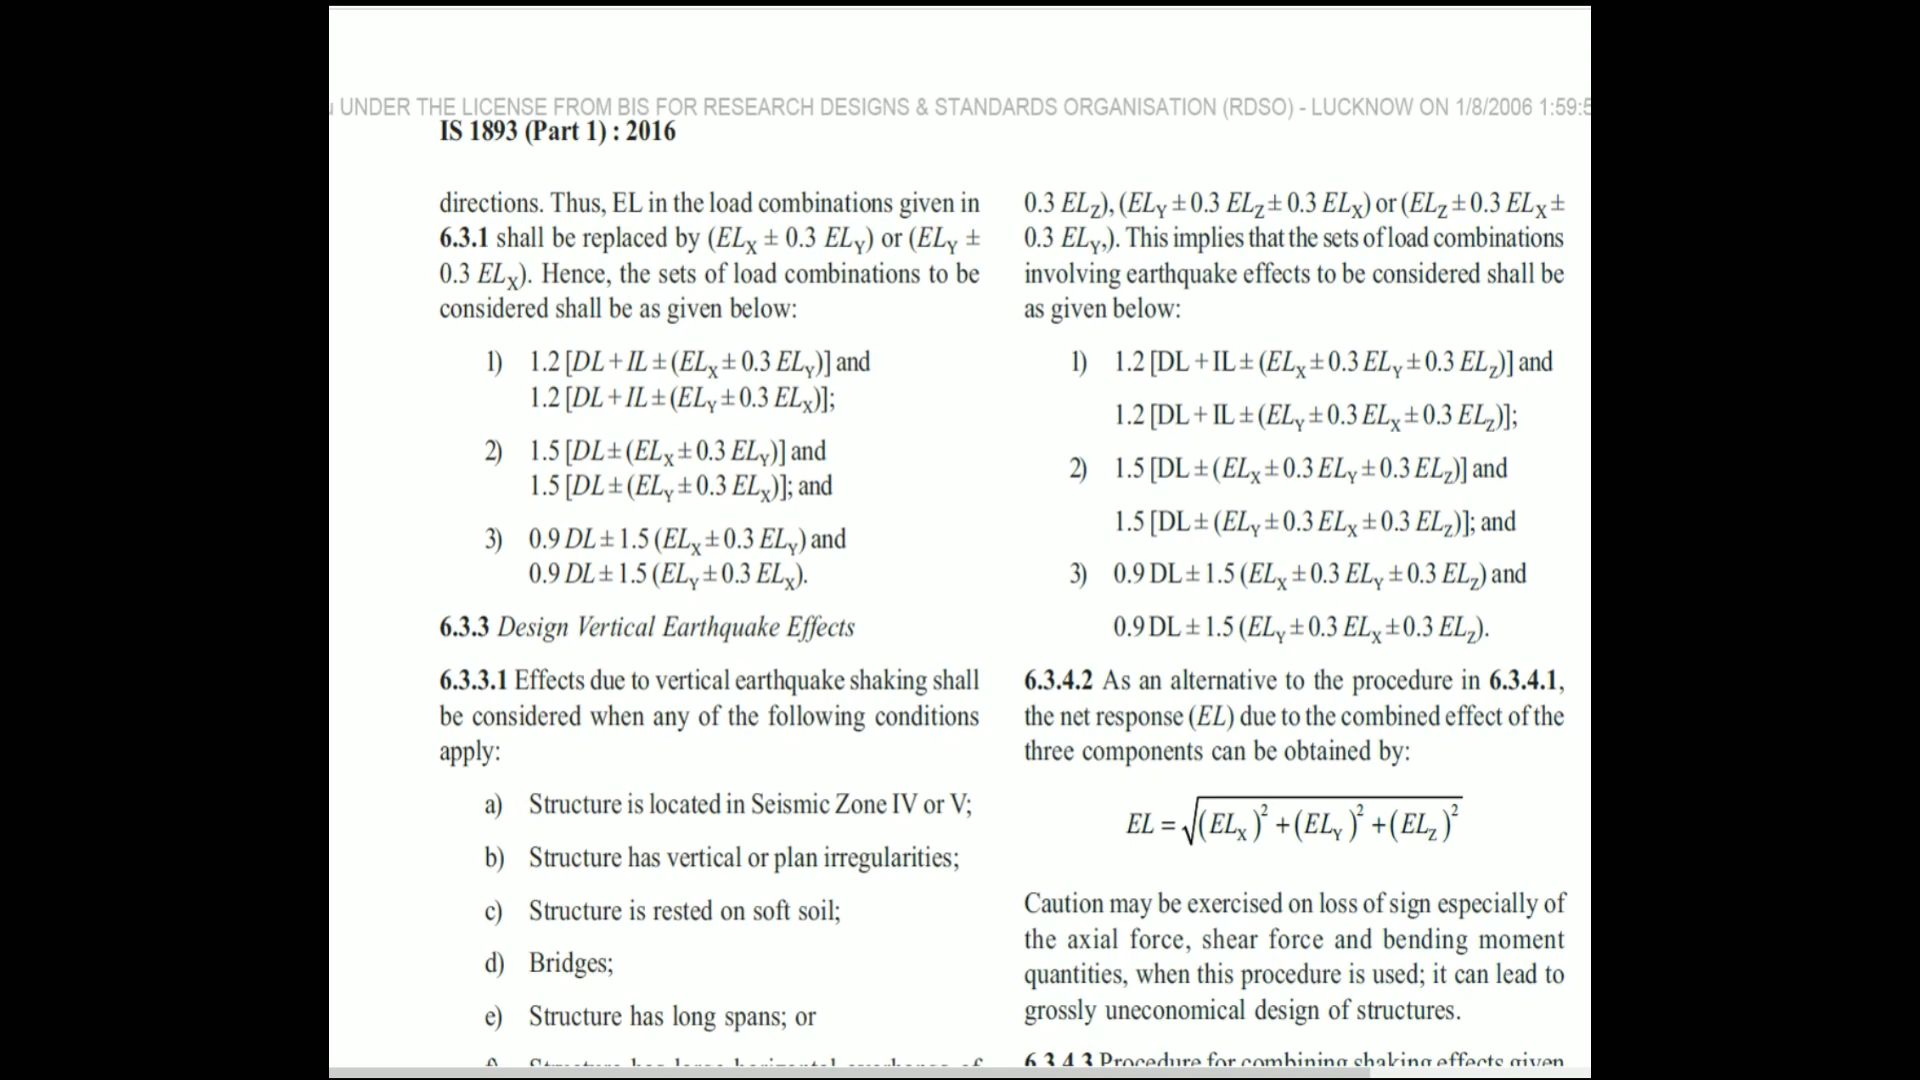 UNDER THE LICENSE FROM BIS FOR RESEARCH DESIGNS & STANDARDS ORGANISATION (RDSO) - LUCKNOW ON 1/8/2006 1:59:5
IS 1893 (Part 1) : 2016
directions. Thus, EL in the load combinations given in
6.3.1 shall be replaced by (ELX ± 0.3 ELY) or (ELY ±
0.3 ELX). Hence, the sets of load combinations to be
considered shall be as given below:
1) 1.2 [DL + IL ± (ELX ± 0.3 ELY)] and
1.2 [DL + IL ± (ELY ± 0.3 ELX)];
2) 1.5 [DL ± (ELX ± 0.3 ELY)] and
1.5 [DL ± (ELY ± 0.3 ELX)]; and
3) 0.9 DL ± 1.5 (ELX ± 0.3 ELY) and
0.9 DL ± 1.5 (ELY ± 0.3 ELX).
6.3.3 Design Vertical Earthquake Effects
6.3.3.1 Effects due to vertical earthquake shaking shall
be considered when any of the following conditions
apply:
a) Structure is located in Seismic Zone IV or V;
b) Structure has vertical or plan irregularities;
c) Structure is rested on soft soil;
d) Bridges;
e) Structure has long spans; or
f) Structure has large horizontal overhangs of
0.3 ELZ), (ELY ± 0.3 ELZ ± 0.3 ELX) or (ELZ ± 0.3 ELX ±
0.3 ELY,). This implies that the sets of load combinations
involving earthquake effects to be considered shall be
as given below:
1) 1.2 [DL + IL ± (ELX ± 0.3 ELY ± 0.3 ELZ)] and
1.2 [DL + IL ± (ELY ± 0.3 ELX ± 0.3 ELZ)];
2) 1.5 [DL ± (ELX ± 0.3 ELY ± 0.3 ELZ)] and
1.5 [DL ± (ELY ± 0.3 ELX ± 0.3 ELZ)]; and
3) 0.9 DL ± 1.5 (ELX ± 0.3 ELY ± 0.3 ELZ) and
0.9 DL ± 1.5 (ELY ± 0.3 ELX ± 0.3 ELZ).
6.3.4.2 As an alternative to the procedure in 6.3.4.1,
the net response (EL) due to the combined effect of the
three components can be obtained by:
EL = √(ELX)² + (ELY)² + (ELZ)²
Caution may be exercised on loss of sign especially of
the axial force, shear force and bending moment
quantities, when this procedure is used; it can lead to
grossly uneconomical design of structures.
6.3.4.3 Procedure for combining shaking effects given